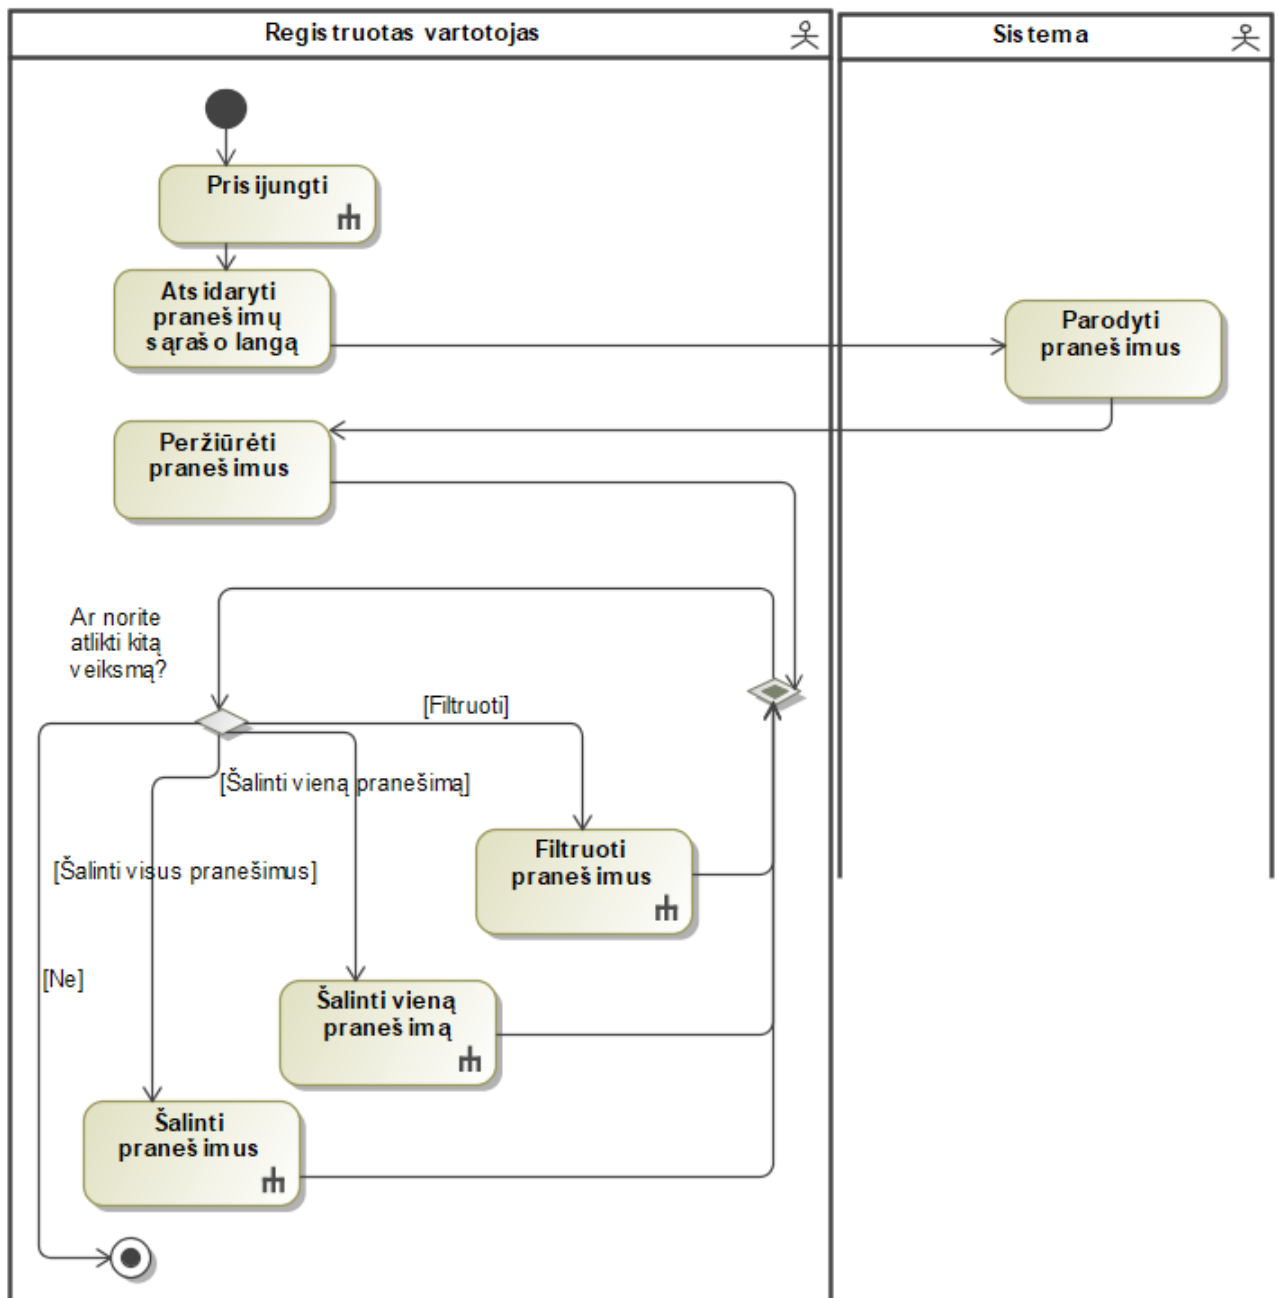 Registruotas vartotojas
Sistema
Prisijungti
Atsidaryti
pranešimų
sąrašo langą
Parodyti
pranešimus
Peržiūrėti
pranešimus
Ar norite
atlikti kitą
veiksmą?
[Filtruoti]
[Šalinti vieną pranešimą]
Filtruoti
pranešimus
[Šalinti visus pranešimus]
[Ne]
Šalinti vieną
pranešimą
Šalinti
pranešimus